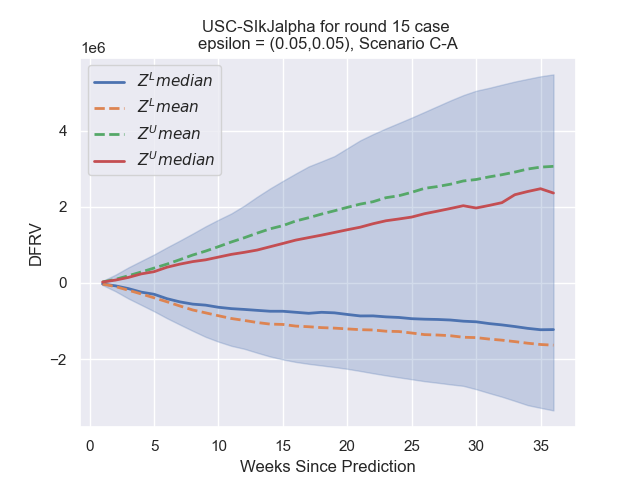 USC-SIkJalpha for round 15 case
epsilon = (0.05,0.05), Scenario C-A
1e6
Z^L median
Z^L mean
Z^U mean
Z^U median
4
2
0
−2
DFRV
0 5 10 15 20 25 30 35
Weeks Since Prediction